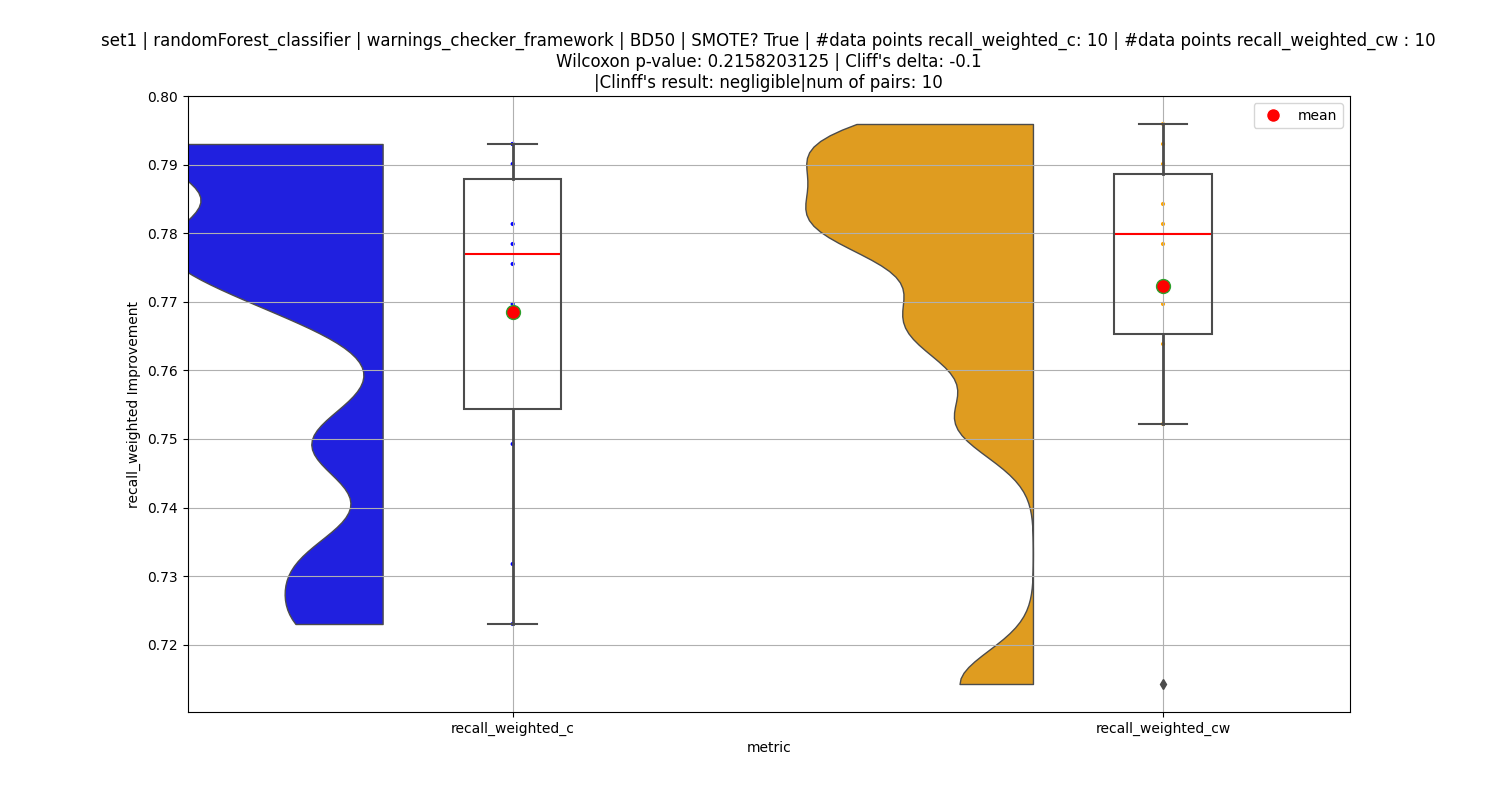 set1 | randomForest_classifier | warnings_checker_framework | BD50 | SMOTE? True | #data points recall_weighted_c: 10 | #data points recall_weighted_cw : 10
Wilcoxon p-value: 0.2158203125 | Cliff's delta: -0.1
|Clinff's result: negligible|num of pairs: 10
mean
0.80
0.79
0.78
0.77
0.76
0.75
0.74
0.73
0.72
recall_weighted Improvement
recall_weighted_c
recall_weighted_cw
metric